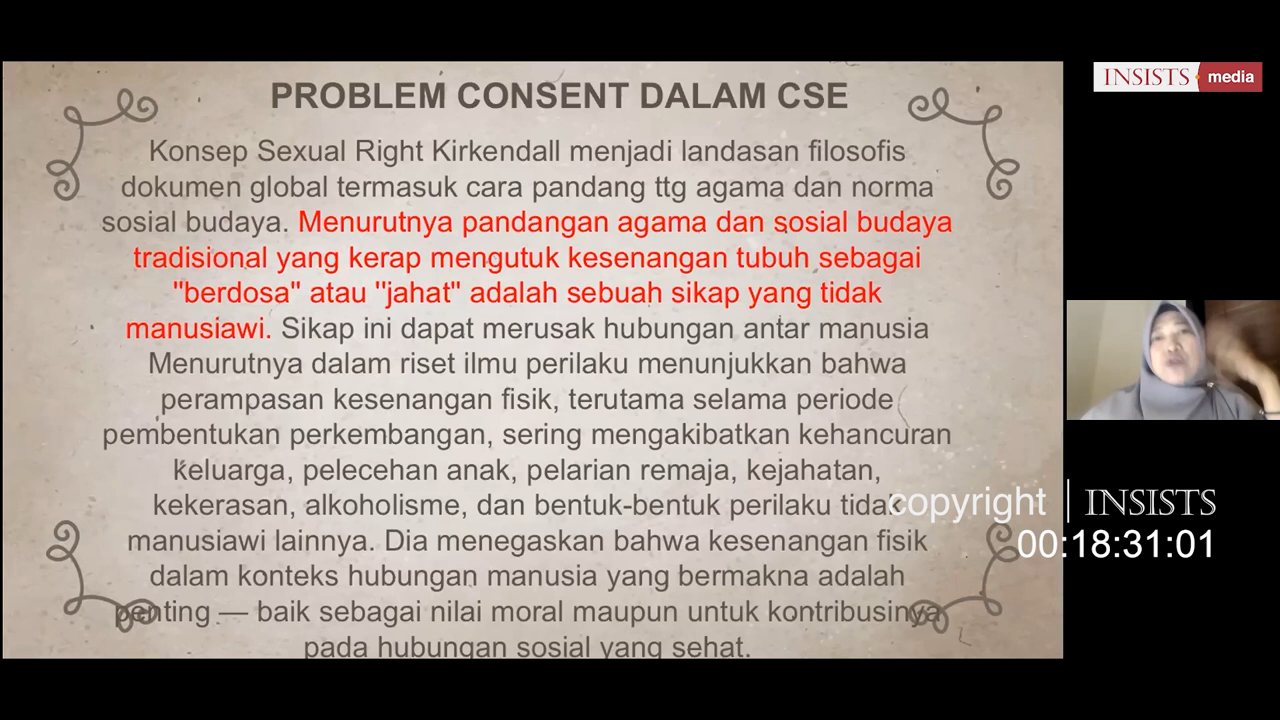 PROBLEM CONSENT DALAM CSE
Konsep Sexual Right Kirkendall menjadi landasan filosofis
dokumen global termasuk cara pandang ttg agama dan norma
sosial budaya. Menurutnya pandangan agama dan sosial budaya
tradisional yang kerap mengutuk kesenangan tubuh sebagai
"berdosa" atau "jahat" adalah sebuah sikap yang tidak
manusiawi. Sikap ini dapat merusak hubungan antar manusia
Menurutnya dalam riset ilmu perilaku menunjukkan bahwa
perampasan kesenangan fisik, terutama selama periode
pembentukan perkembangan, sering mengakibatkan kehancuran
keluarga, pelecehan anak, pelarian remaja, kejahatan,
kekerasan, alkoholisme, dan bentuk-bentuk perilaku tidak
manusiawi lainnya. Dia menegaskan bahwa kesenangan fisik
dalam konteks hubungan manusia yang bermakna adalah
penting — baik sebagai nilai moral maupun untuk kontribusinya
pada hubungan sosial yang sehat.
INSISTS media
copyright | INSISTS
00:18:31:01